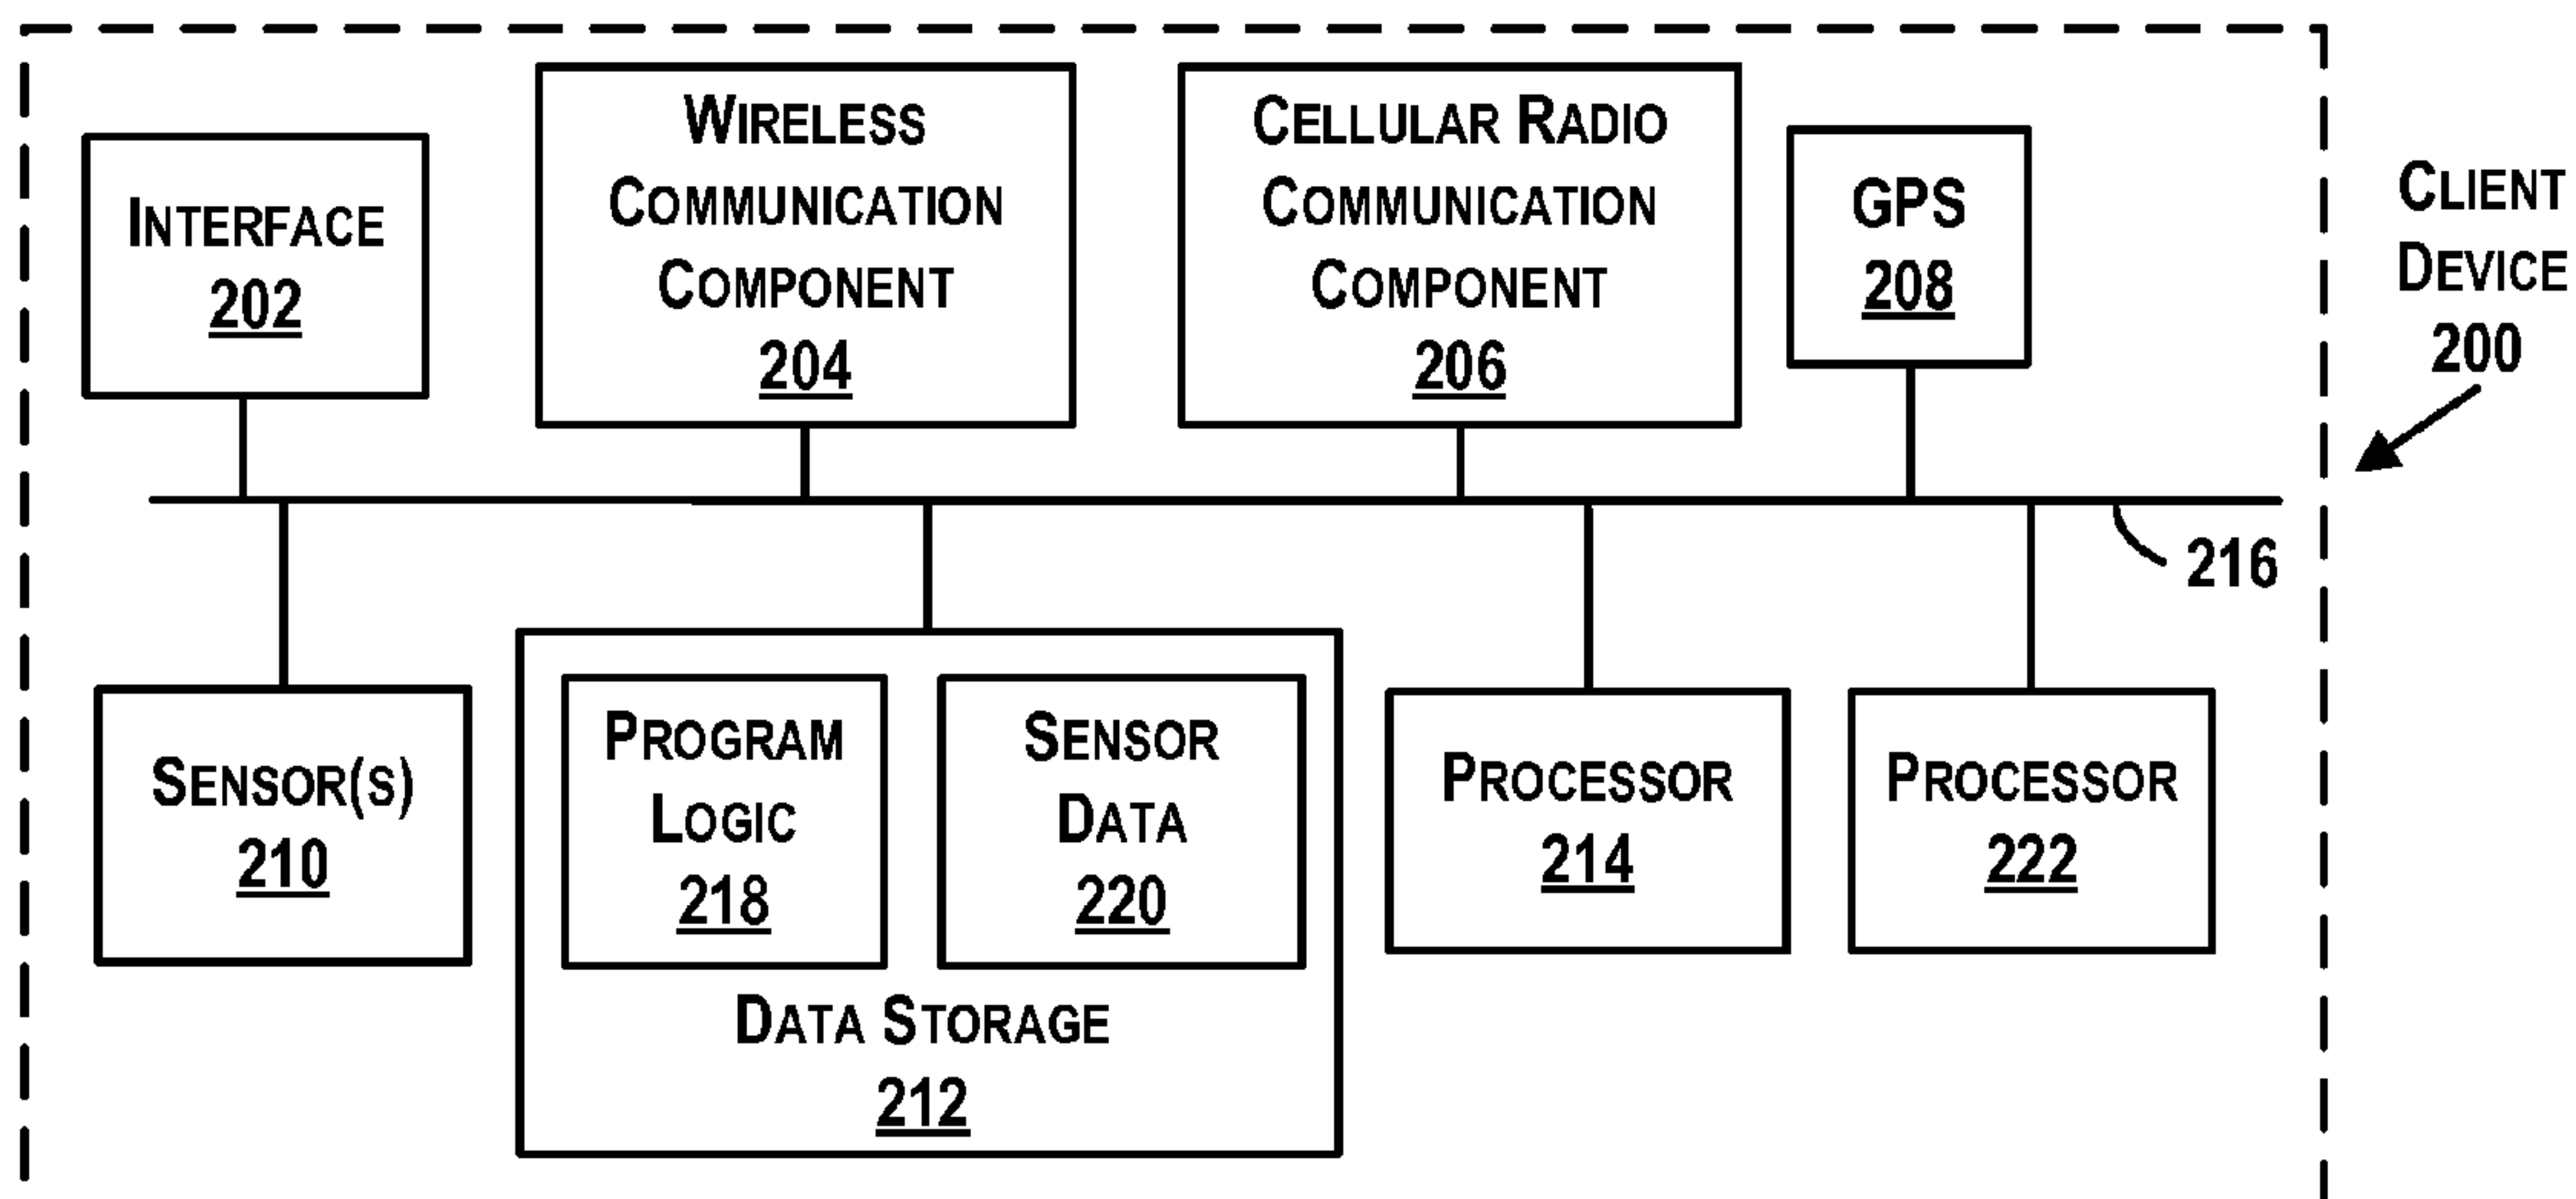 INTERFACE
202
WIRELESS
COMMUNICATION
COMPONENT
204
CELLULAR RADIO
COMMUNICATION
COMPONENT
206
GPS
208
CLIENT
DEVICE
200
216
SENSOR(S)
210
PROGRAM
LOGIC
218
SENSOR
DATA
220
DATA STORAGE
212
PROCESSOR
214
PROCESSOR
222